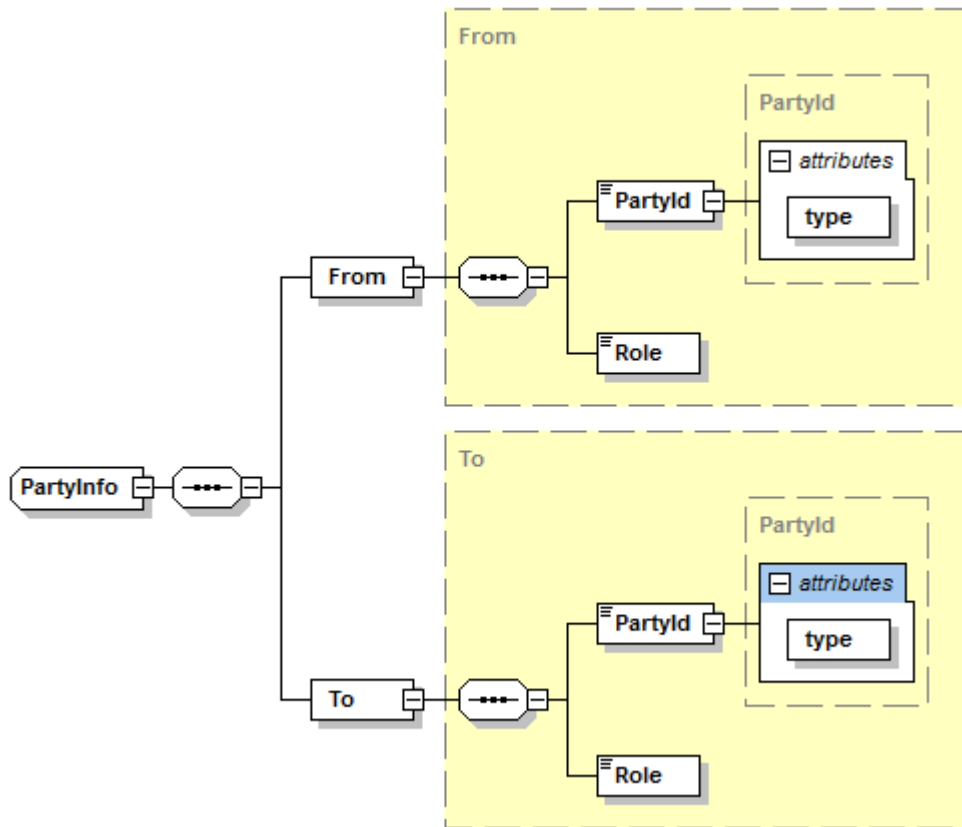 From
PartyId
attributes
PartyId
type
From
Role
To
PartyInfo
PartyId
attributes
PartyId
type
To
Role